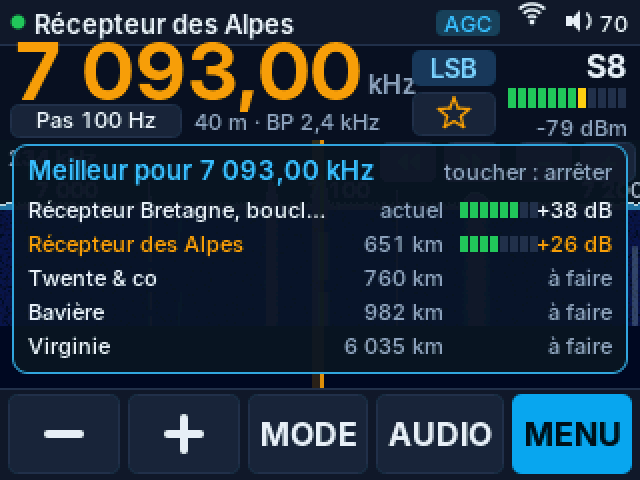 Récepteur des Alpes AGC 70
7 093,00 kHz LSB S8
Pas 100 Hz 40 m · BP 2,4 kHz -79 dBm
Meilleur pour 7 093,00 kHz toucher : arrêter
Récepteur Bretagne, boucl... actuel +38 dB
Récepteur des Alpes 651 km +26 dB
Twente & co 760 km à faire
Bavière 982 km à faire
Virginie 6 035 km à faire
− + MODE AUDIO MENU